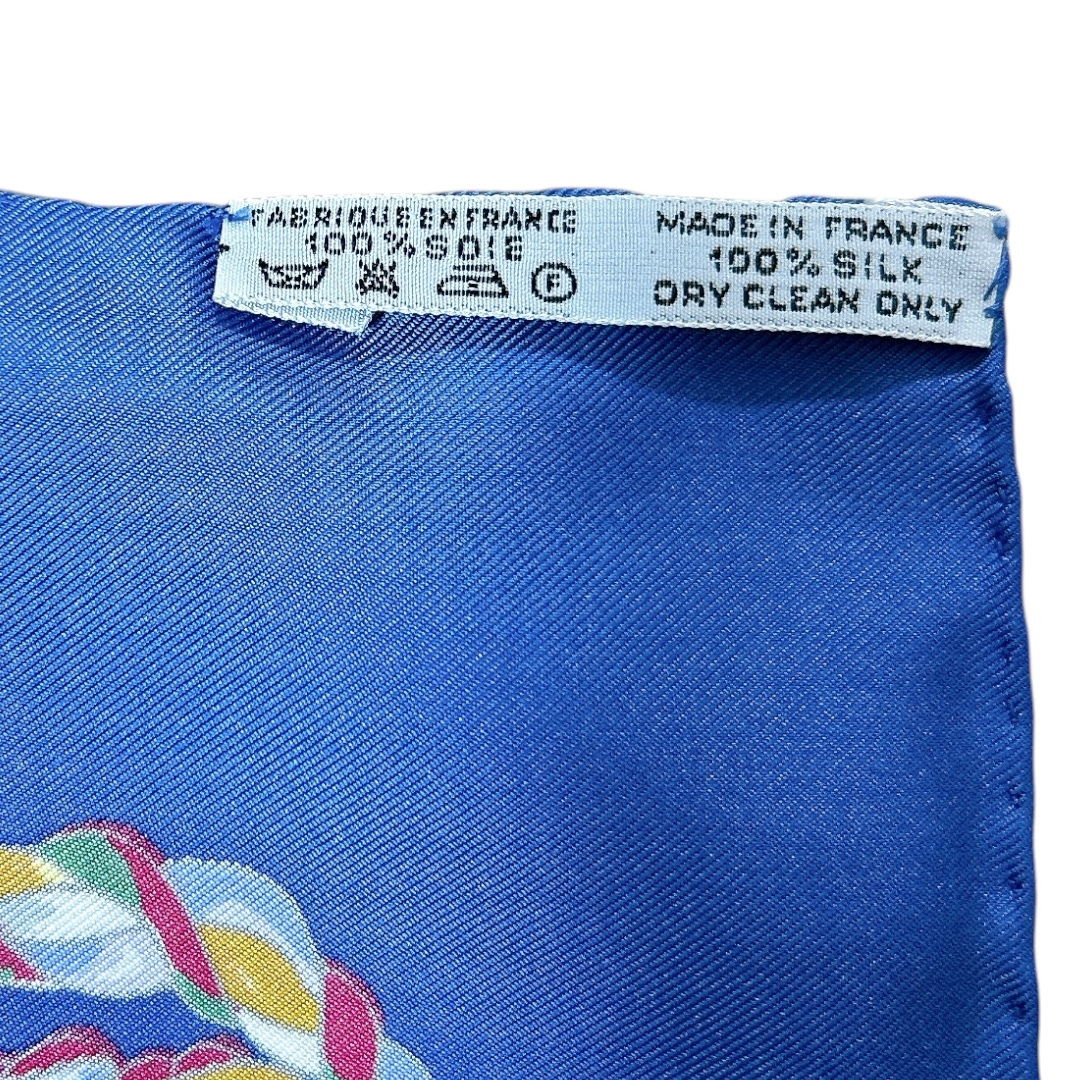 FABRIQUE EN FRANCE
100% SOIE
F
MADE IN FRANCE
100% SILK
DRY CLEAN ONLY